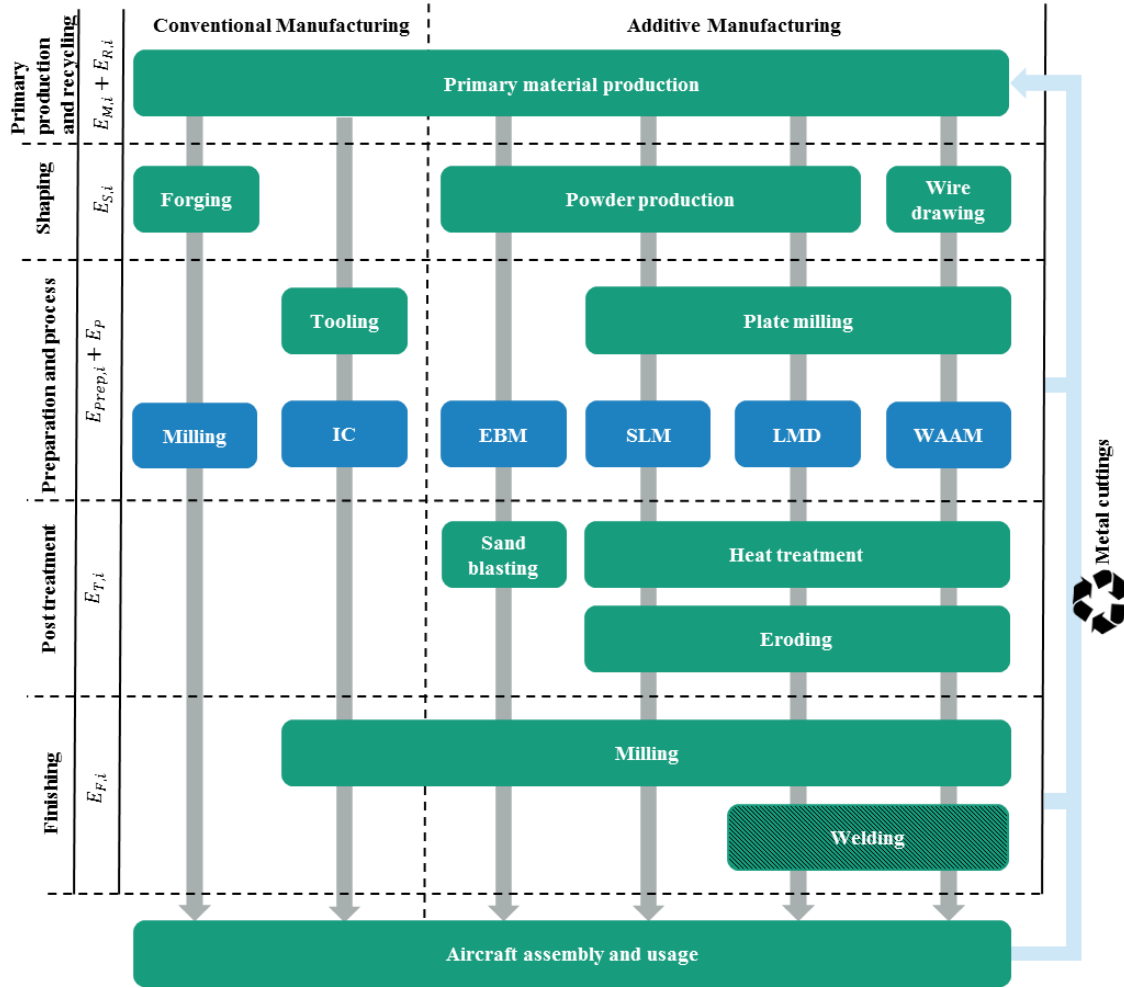 Conventional Manufacturing
Additive Manufacturing
Primary
production
and recycling
E_{M,i} + E_{R,i}
Primary material production
Shaping
E_{S,i}
Forging
Powder production
Wire
drawing
Preparation and process
E_{Prep,i} + E_P
Tooling
Plate milling
Milling
IC
EBM
SLM
LMD
WAAM
Metal cuttings
Post treatment
E_{T,i}
Sand
blasting
Heat treatment
Eroding
Finishing
E_{F,i}
Milling
Welding
Aircraft assembly and usage